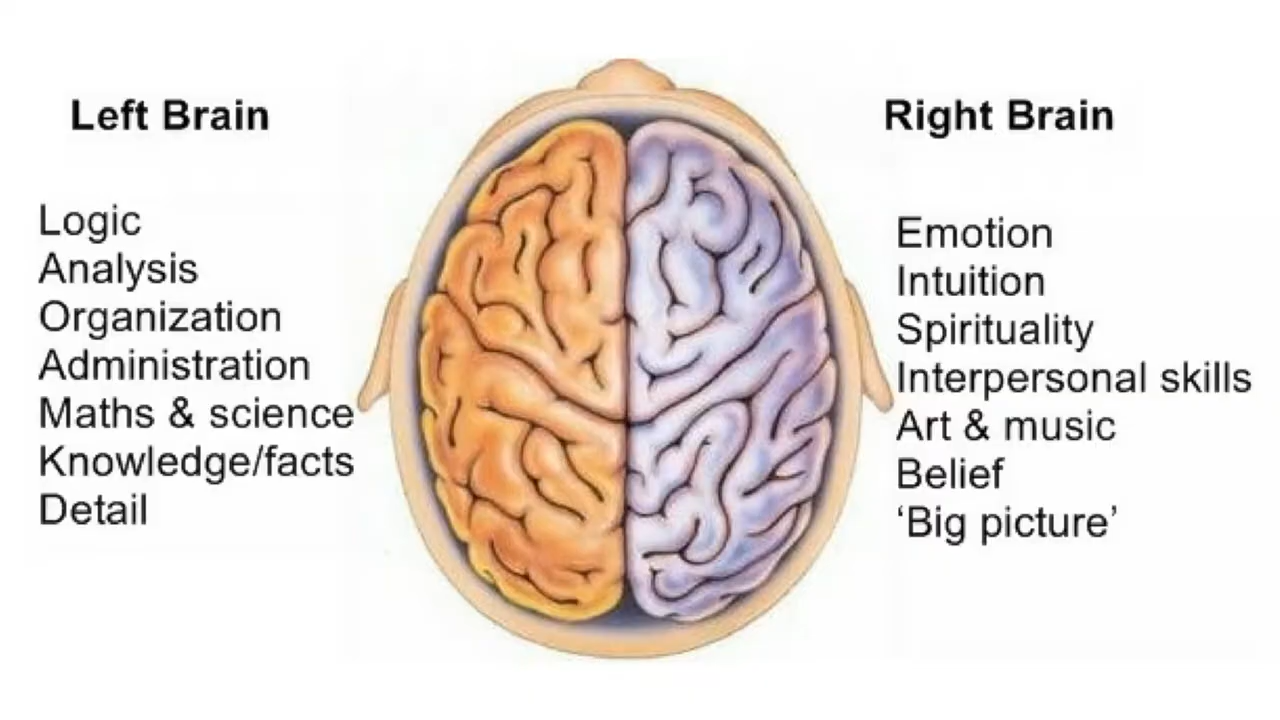 Left Brain
Logic
Analysis
Organization
Administration
Maths & science
Knowledge/facts
Detail
Right Brain
Emotion
Intuition
Spirituality
Interpersonal skills
Art & music
Belief
‘Big picture’